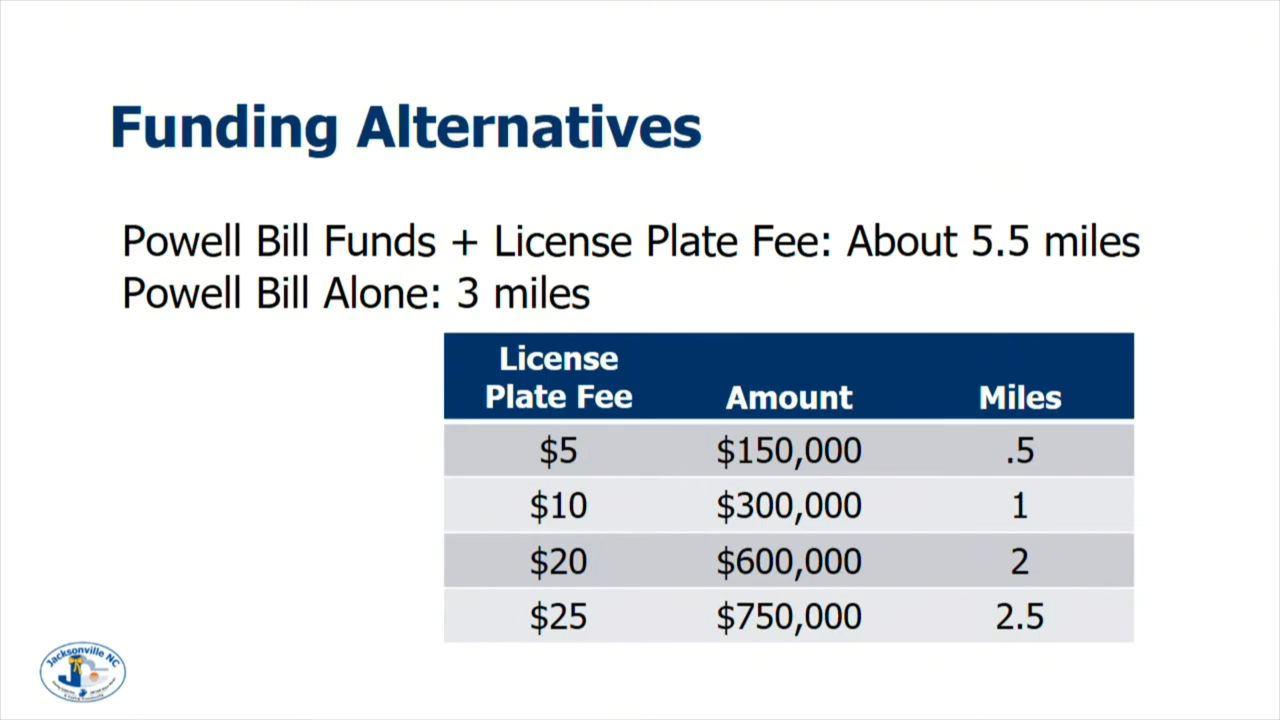 Funding Alternatives
Powell Bill Funds + License Plate Fee: About 5.5 miles
Powell Bill Alone: 3 miles
License
Plate Fee Amount Miles
$5 $150,000 .5
$10 $300,000 1
$20 $600,000 2
$25 $750,000 2.5
Jacksonville NC